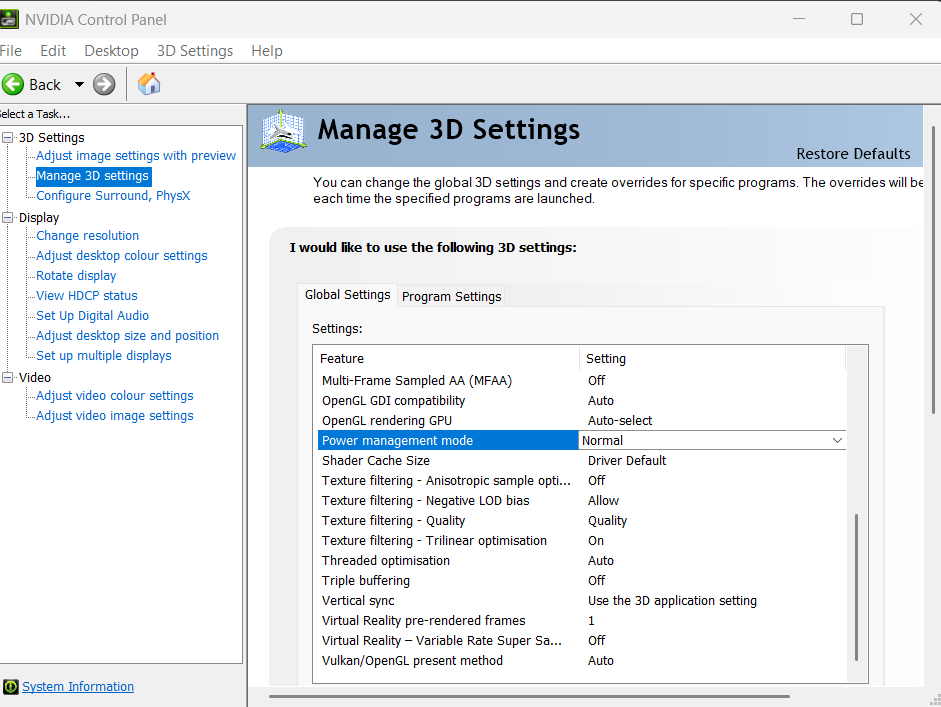 NVIDIA Control Panel
File Edit Desktop 3D Settings Help
Back
Select a Task...
3D Settings
Adjust image settings with preview
Manage 3D settings
Configure Surround, PhysX
Display
Change resolution
Adjust desktop colour settings
Rotate display
View HDCP status
Set Up Digital Audio
Adjust desktop size and position
Set up multiple displays
Video
Adjust video colour settings
Adjust video image settings
System Information
Manage 3D Settings
Restore Defaults
You can change the global 3D settings and create overrides for specific programs. The overrides will be
each time the specified programs are launched.
I would like to use the following 3D settings:
Global Settings Program Settings
Settings:
Feature Setting
Multi-Frame Sampled AA (MFAA) Off
OpenGL GDI compatibility Auto
OpenGL rendering GPU Auto-select
Power management mode Normal
Shader Cache Size Driver Default
Texture filtering - Anisotropic sample opti... Off
Texture filtering - Negative LOD bias Allow
Texture filtering - Quality Quality
Texture filtering - Trilinear optimisation On
Threaded optimisation Auto
Triple buffering Off
Vertical sync Use the 3D application setting
Virtual Reality pre-rendered frames 1
Virtual Reality – Variable Rate Super Sa... Off
Vulkan/OpenGL present method Auto